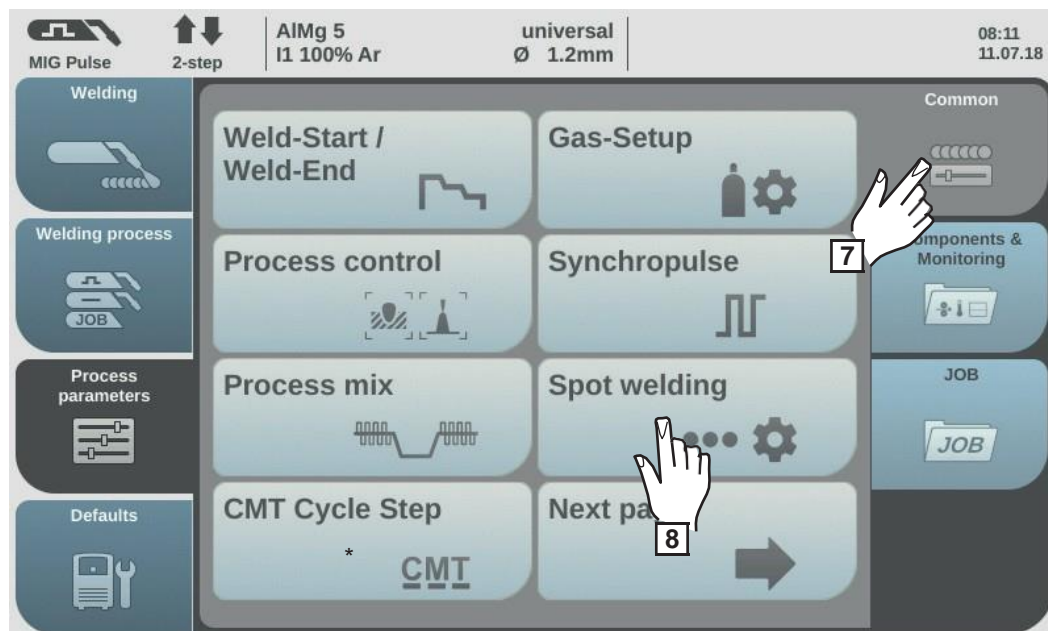 MIG Pulse
2-step
AlMg 5
I1 100% Ar
universal
Ø 1.2mm
08:11
11.07.18
Welding
Welding process
JOB
Process
parameters
Defaults
Weld-Start /
Weld-End
Gas-Setup
Process control
Synchropulse
Process mix
Spot welding
CMT Cycle Step
*
CMT
Next
8
Common
7
Components &
Monitoring
JOB
JOB